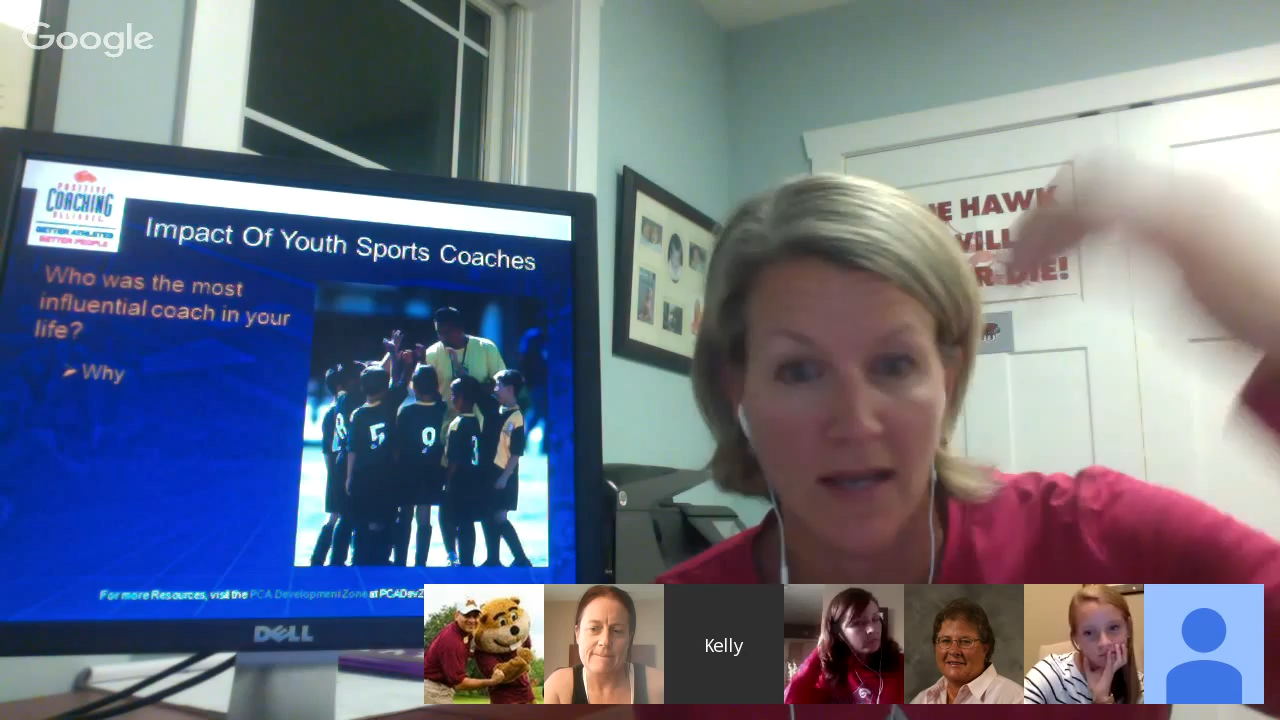 Google
POSITIVE
COACHING
ALLIANCE
BETTER ATHLETES
BETTER PEOPLE
Impact Of Youth Sports Coaches
Who was the most
influential coach in your
life?
Why
5
9
3
For more Resources, visit the PCA Development Zone at PCADevZ
DELL
HE HAWK
WILL
R DIE!
Kelly